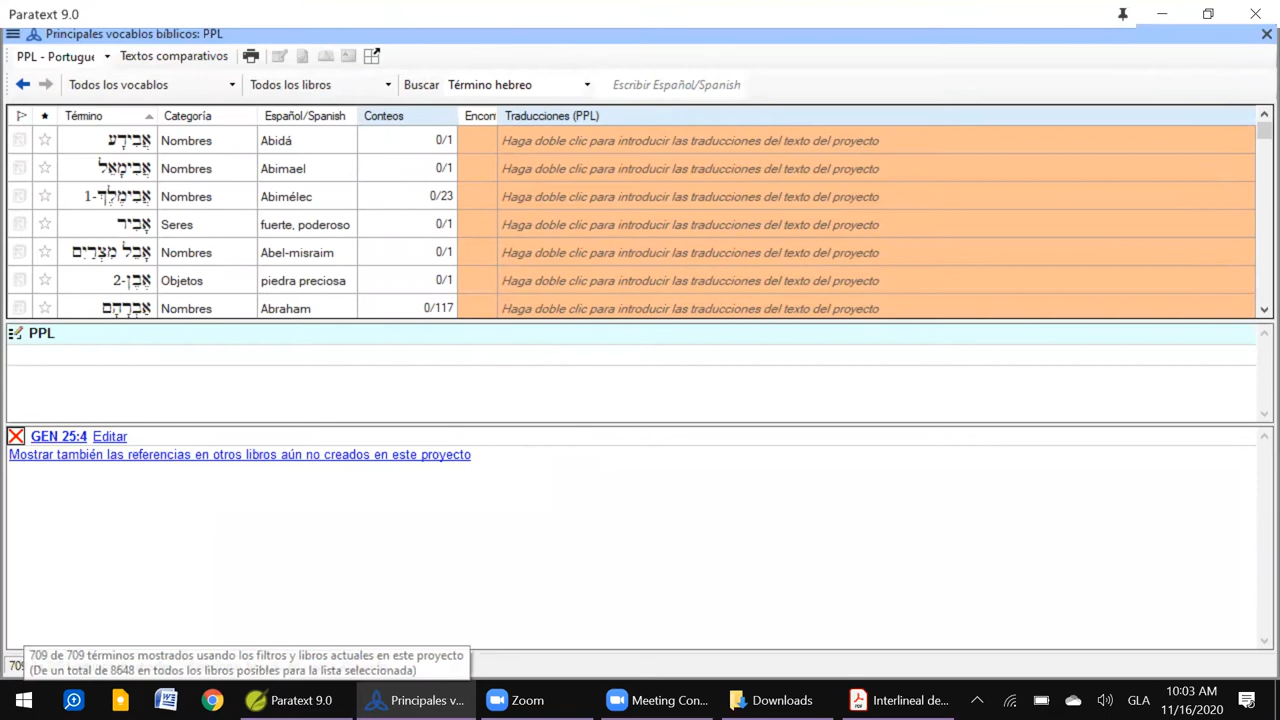 Paratext 9.0
Principales vocablos bíblicos: PPL
PPL - Portugue Textos comparativos
Todos los vocablos Todos los libros Buscar Término hebreo Escribir Español/Spanish
Término Categoría Español/Spanish Conteos Encon Traducciones (PPL)
אֲבִידָע Nombres Abidá 0/1 Haga doble clic para introducir las traducciones del texto del proyecto
אֲבִימָאֵל Nombres Abimael 0/1 Haga doble clic para introducir las traducciones del texto del proyecto
אֲבִימֶלֶךְ-1 Nombres Abimélec 0/23 Haga doble clic para introducir las traducciones del texto del proyecto
אָבִיר Seres fuerte, poderoso 0/1 Haga doble clic para introducir las traducciones del texto del proyecto
אָבֵל מִצְרַיִם Nombres Abel-misraim 0/1 Haga doble clic para introducir las traducciones del texto del proyecto
אֶבֶן-2 Objetos piedra preciosa 0/1 Haga doble clic para introducir las traducciones del texto del proyecto
אַבְרָהָם Nombres Abraham 0/117 Haga doble clic para introducir las traducciones del texto del proyecto
PPL
GEN 25:4 Editar
Mostrar también las referencias en otros libros aún no creados en este proyecto
709 de 709 términos mostrados usando los filtros y libros actuales en este proyecto
(De un total de 8648 en todos los libros posibles para la lista seleccionada)
709
Paratext 9.0 Principales v... Zoom Meeting Con... Downloads Interlineal de... GLA 10:03 AM
11/16/2020